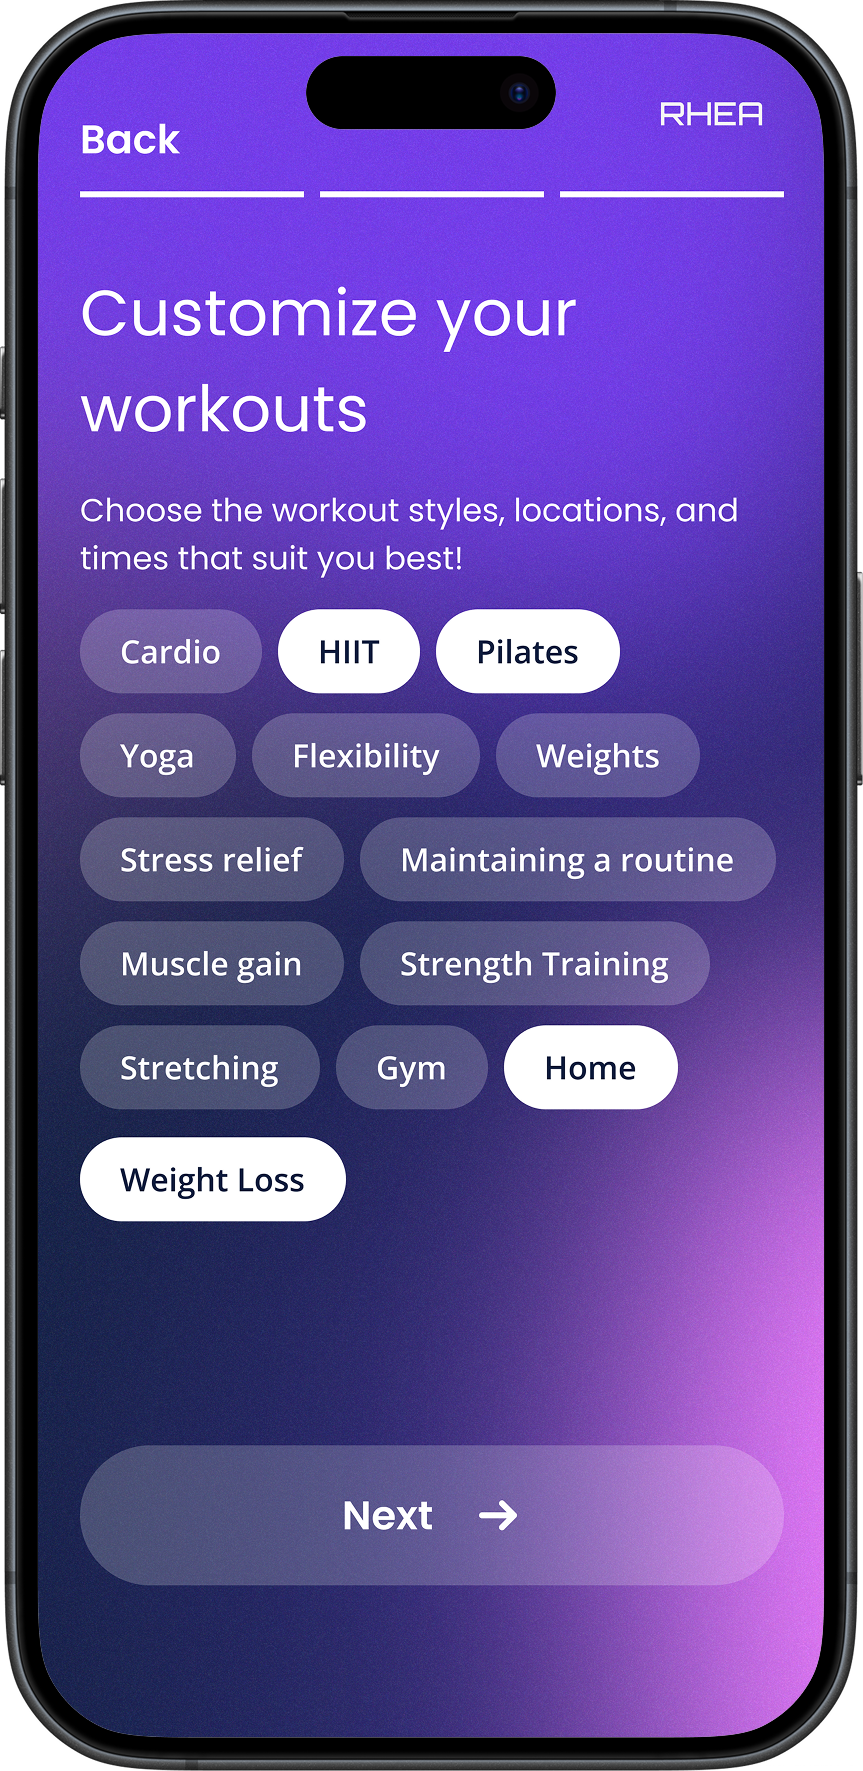 RHEA
Back
Customize your
workouts
Choose the workout styles, locations, and
times that suit you best!
Cardio HIIT Pilates
Yoga Flexibility Weights
Stress relief Maintaining a routine
Muscle gain Strength Training
Stretching Gym Home
Weight Loss
Next →